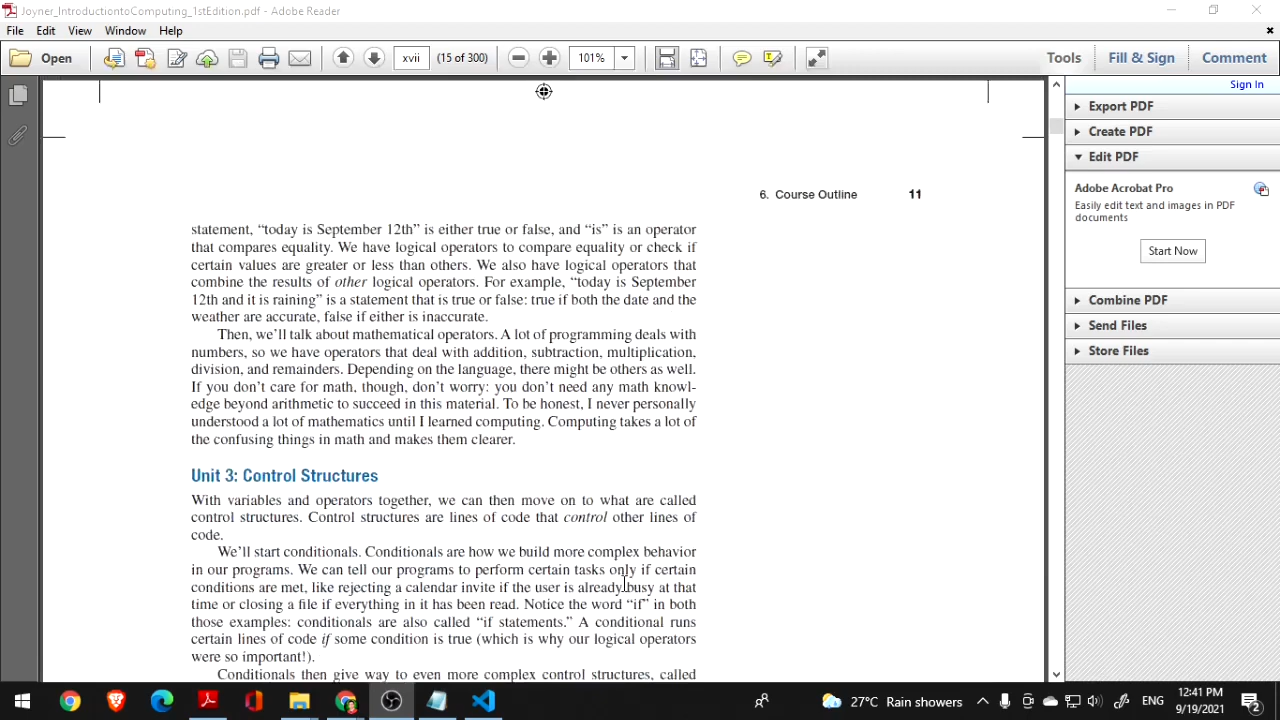 Joyner_IntroductiontoComputing_1stEdition.pdf - Adobe Reader
File Edit View Window Help
Open xvii (15 of 300) 101% Tools Fill & Sign Comment
Sign In
Export PDF
Create PDF
Edit PDF
Adobe Acrobat Pro
Easily edit text and images in PDF
documents
Start Now
Combine PDF
Send Files
Store Files
6. Course Outline 11
statement, “today is September 12th” is either true or false, and “is” is an operator
that compares equality. We have logical operators to compare equality or check if
certain values are greater or less than others. We also have logical operators that
combine the results of other logical operators. For example, “today is September
12th and it is raining” is a statement that is true or false: true if both the date and the
weather are accurate, false if either is inaccurate.
Then, we’ll talk about mathematical operators. A lot of programming deals with
numbers, so we have operators that deal with addition, subtraction, multiplication,
division, and remainders. Depending on the language, there might be others as well.
If you don’t care for math, though, don’t worry: you don’t need any math knowl-
edge beyond arithmetic to succeed in this material. To be honest, I never personally
understood a lot of mathematics until I learned computing. Computing takes a lot of
the confusing things in math and makes them clearer.
Unit 3: Control Structures
With variables and operators together, we can then move on to what are called
control structures. Control structures are lines of code that control other lines of
code.
We’ll start conditionals. Conditionals are how we build more complex behavior
in our programs. We can tell our programs to perform certain tasks only if certain
conditions are met, like rejecting a calendar invite if the user is already busy at that
time or closing a file if everything in it has been read. Notice the word “if” in both
those examples: conditionals are also called “if statements.” A conditional runs
certain lines of code if some condition is true (which is why our logical operators
were so important!).
Conditionals then give way to even more complex control structures, called
27°C Rain showers ENG 12:41 PM
9/19/2021 2